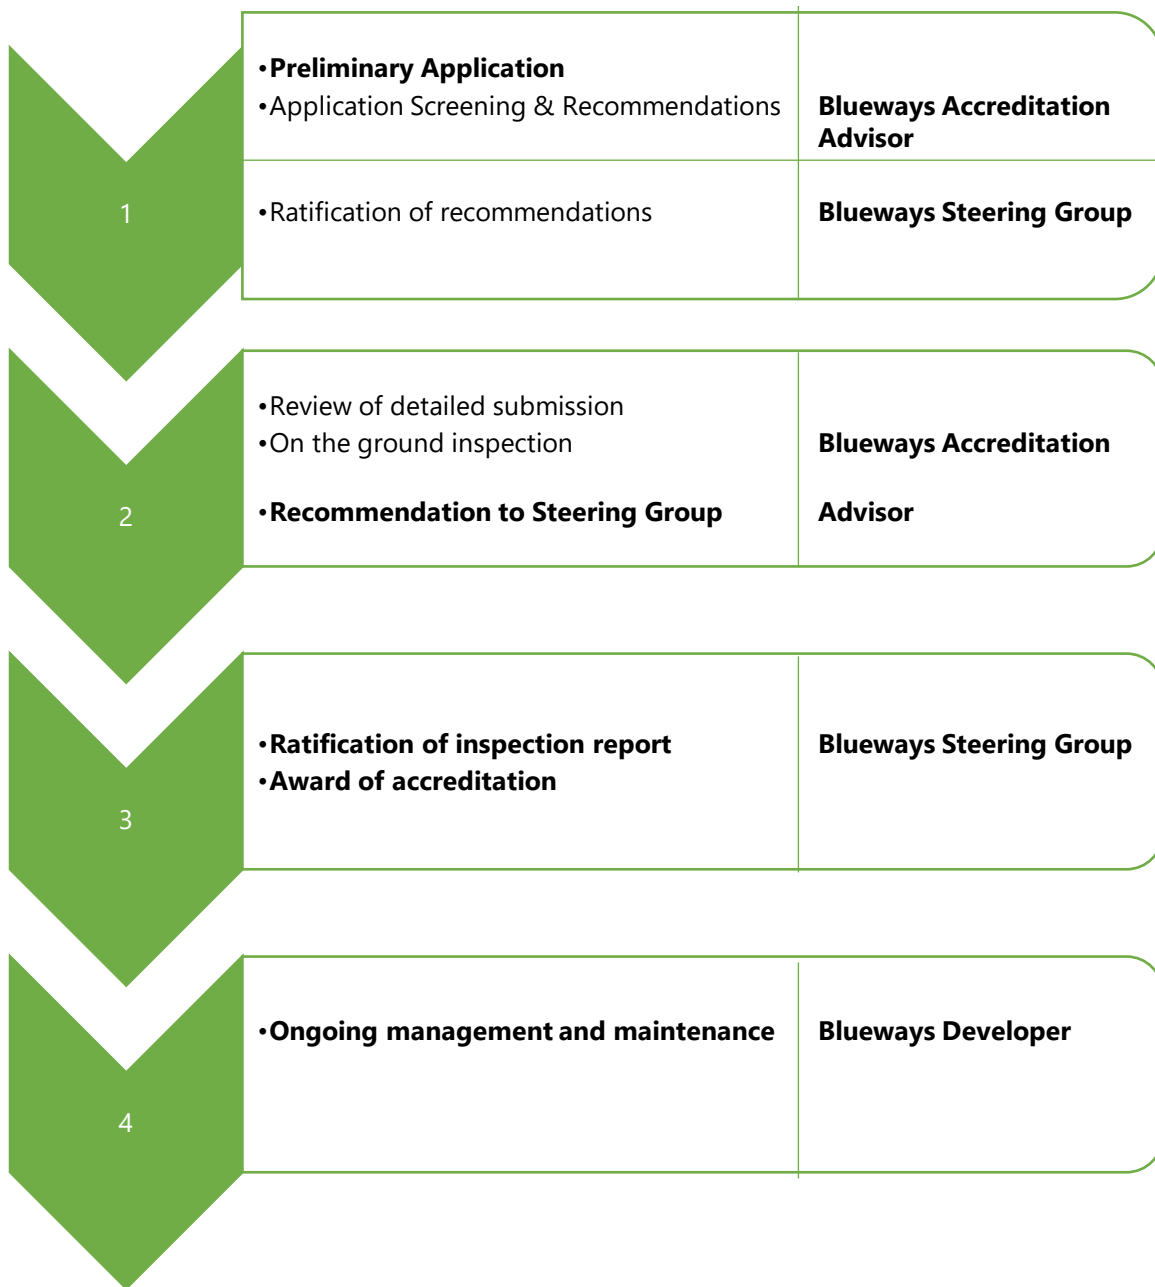 •Preliminary Application
•Application Screening & Recommendations
Blueways Accreditation
Advisor
1
•Ratification of recommendations
Blueways Steering Group
•Review of detailed submission
•On the ground inspection
Blueways Accreditation
2
•Recommendation to Steering Group
Advisor
•Ratification of inspection report
Blueways Steering Group
•Award of accreditation
3
•Ongoing management and maintenance
Blueways Developer
4